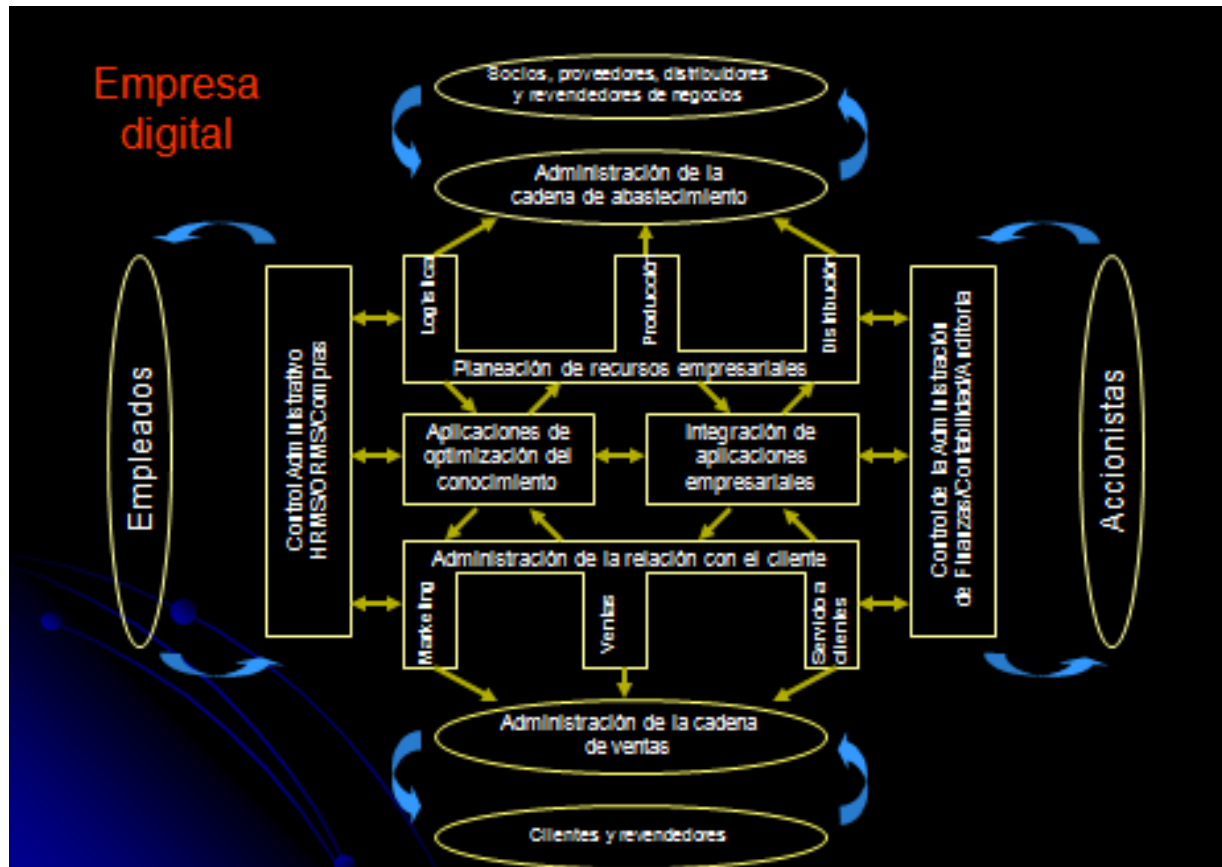 Empresa
digital
Socios, proveedores, distribuidores
y revendedores de negocios
Administración de la
cadena de abastecimiento
Logística
Producción
Distribución
Planeación de recursos empresariales
Empleados
Control Administrativo
HRMS/ORMS/Compras
Aplicaciones de
optimización del
conocimiento
Integración de
aplicaciones
empresariales
Control de la Administración
de Finanzas/Contabilidad/Auditoría
Accionistas
Administración de la relación con el cliente
Marketing
Ventas
Servicio a
clientes
Administración de la cadena
de ventas
Clientes y revendedores